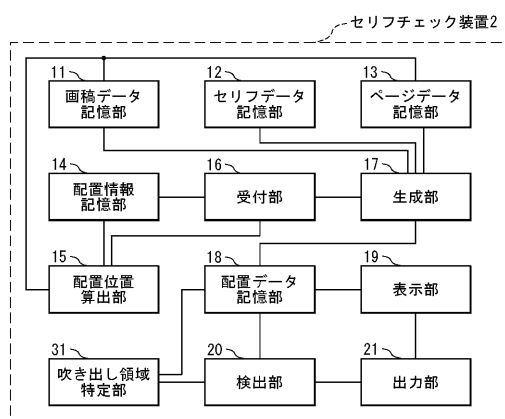 セリフチェック装置2
11
画稿データ
記憶部
12
セリフデータ
記憶部
13
ページデータ
記憶部
14
配置情報
記憶部
16
受付部
17
生成部
15
配置位置
算出部
18
配置データ
記憶部
19
表示部
31
吹き出し領域
特定部
20
検出部
21
出力部